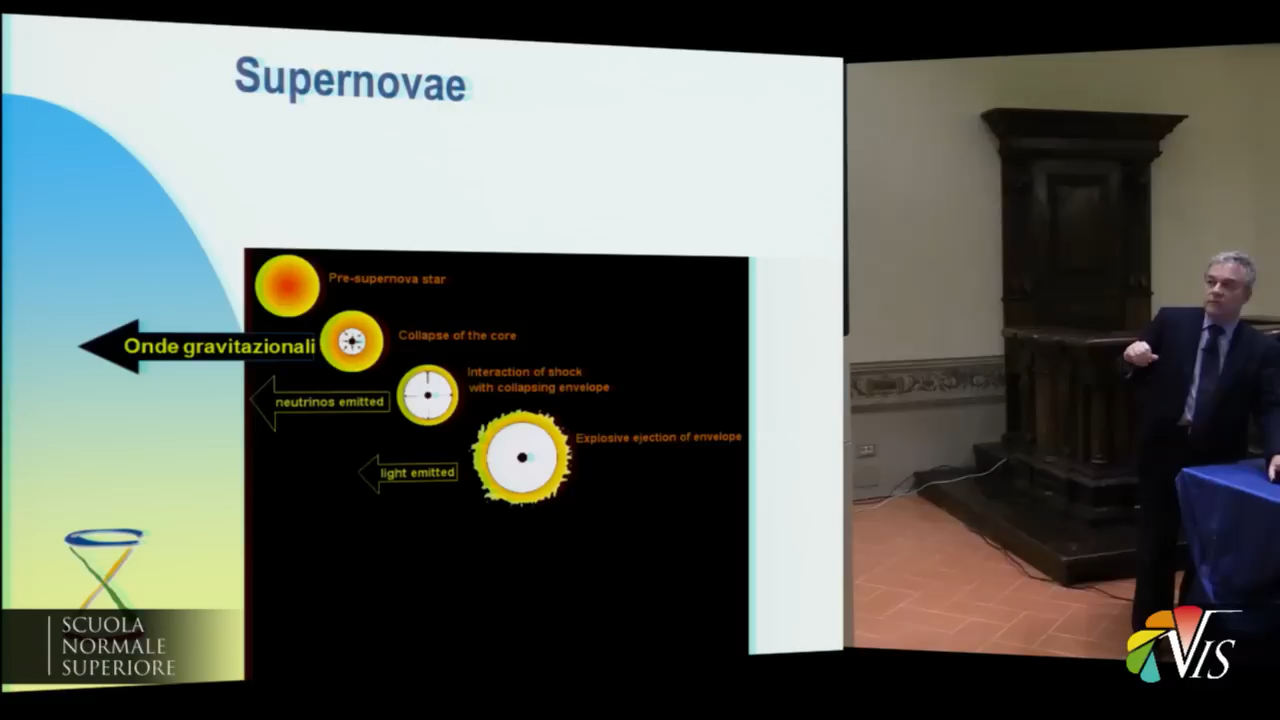 Supernovae
Pre-supernova star
Collapse of the core
Onde gravitazionali
Interaction of shock
with collapsing envelope
neutrinos emitted
Explosive ejection of envelope
light emitted
SCUOLA
NORMALE
SUPERIORE
VIS